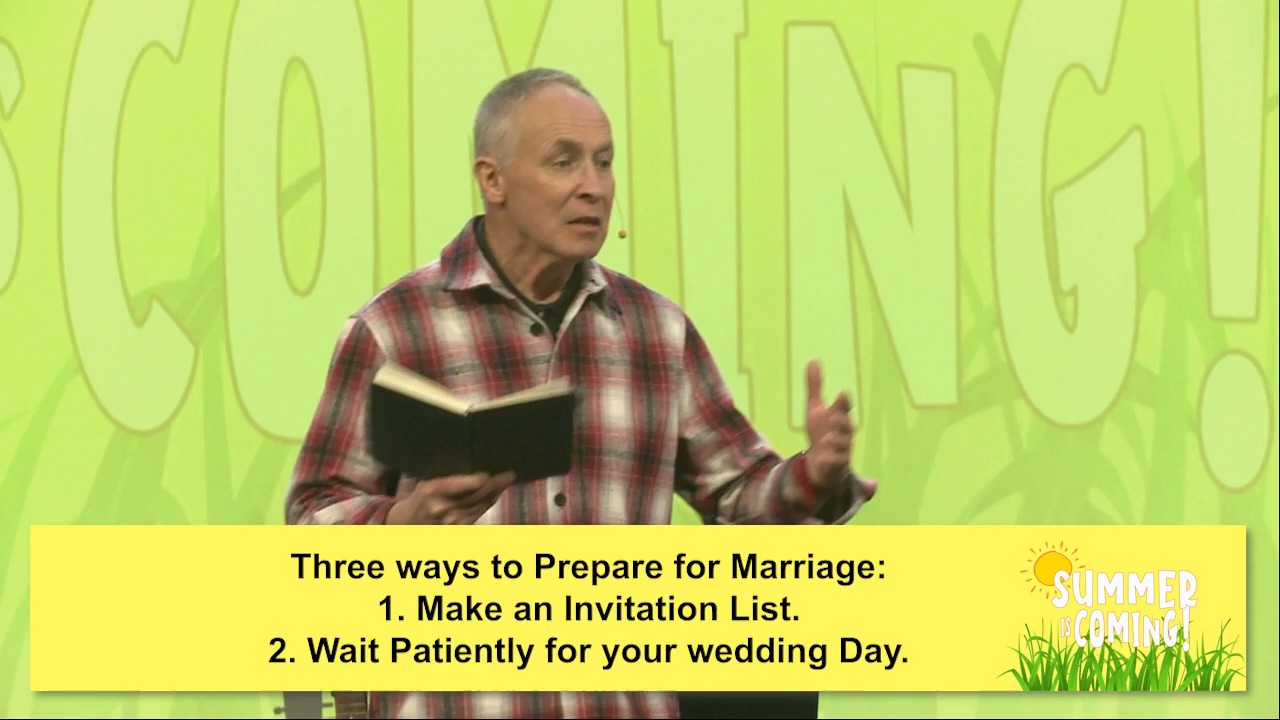 S COMING!
Three ways to Prepare for Marriage:
1. Make an Invitation List.
2. Wait Patiently for your wedding Day.
SUMMER
IS COMING!